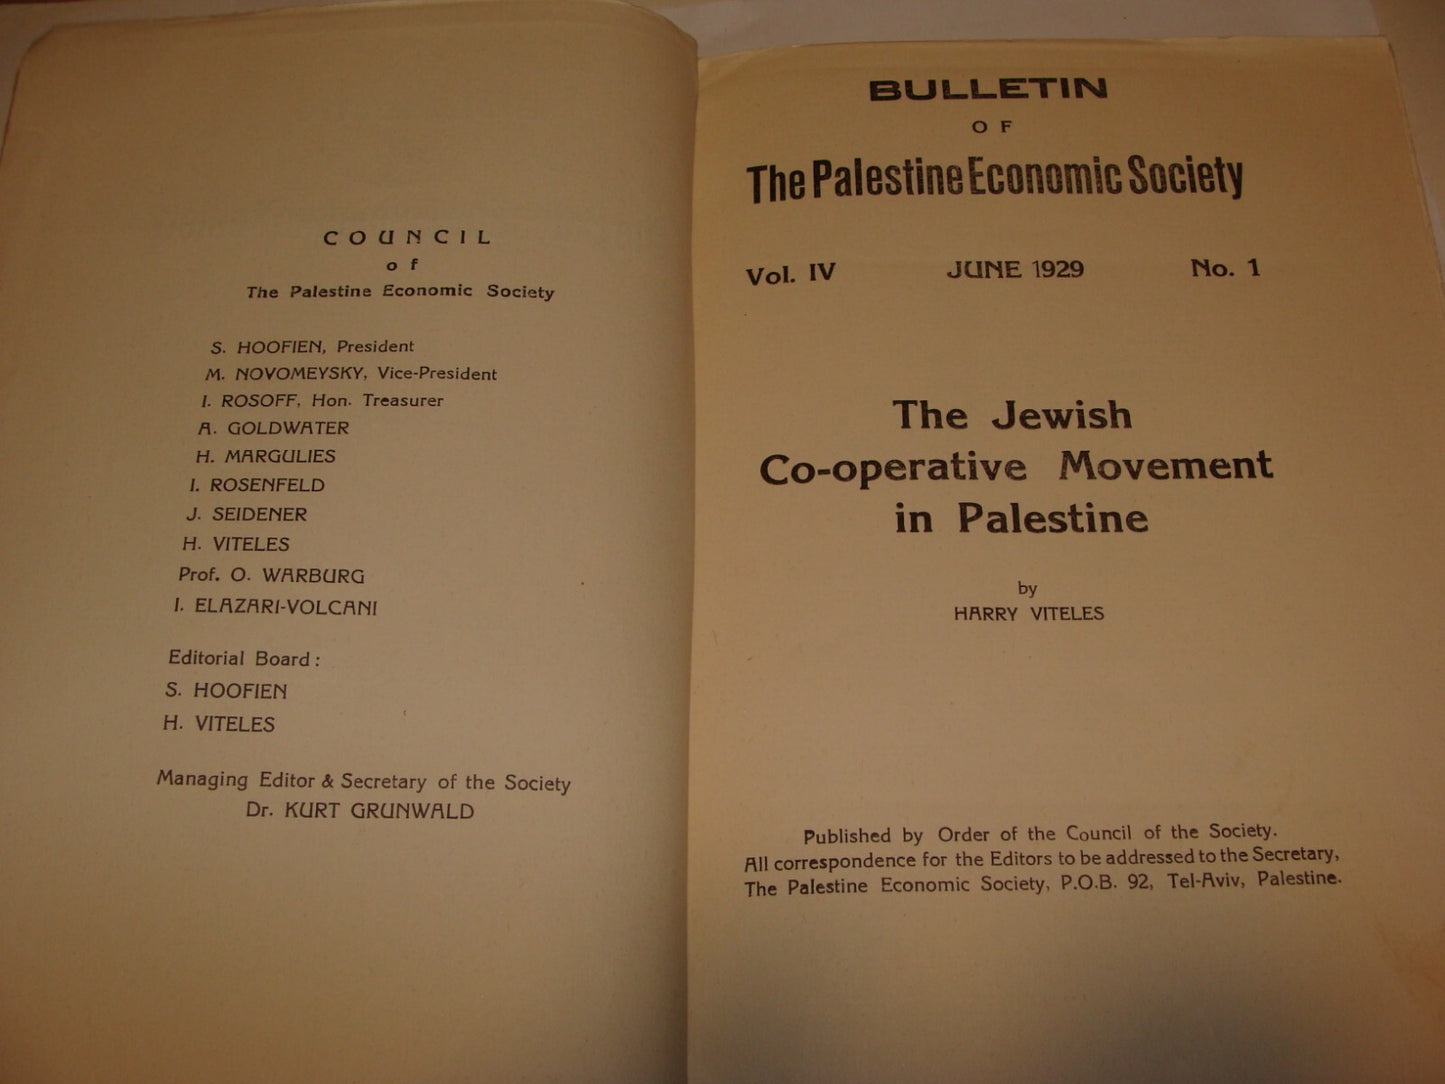 COUNCIL
of
The Palestine Economic Society
S. HOOFIEN, President
M. NOVOMEYSKY, Vice-President
I. ROSOFF, Hon. Treasurer
A. GOLDWATER
H. MARGULIES
I. ROSENFELD
J. SEIDENER
H. VITELES
Prof. O. WARBURG
I. ELAZARI-VOLCANI
Editorial Board :
S. HOOFIEN
H. VITELES
Managing Editor & Secretary of the Society
Dr. KURT GRUNWALD
BULLETIN
OF
The Palestine Economic Society
Vol. IV JUNE 1929 No. 1
The Jewish
Co-operative Movement
in Palestine
by
HARRY VITELES
Published by Order of the Council of the Society.
All correspondence for the Editors to be addressed to the Secretary,
The Palestine Economic Society, P.O.B. 92, Tel-Aviv, Palestine.